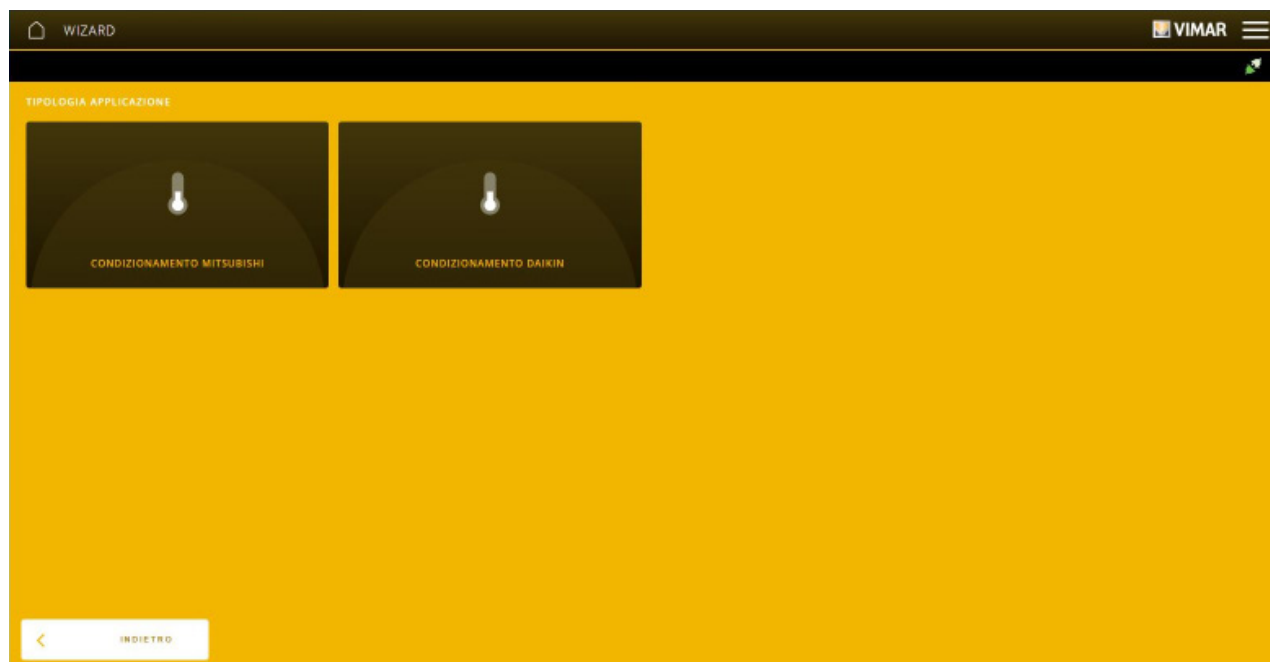 WIZARD
VIMAR
TIPOLOGIA APPLICAZIONE
CONDIZIONAMENTO MITSUBISHI
CONDIZIONAMENTO DAIKIN
INDIETRO